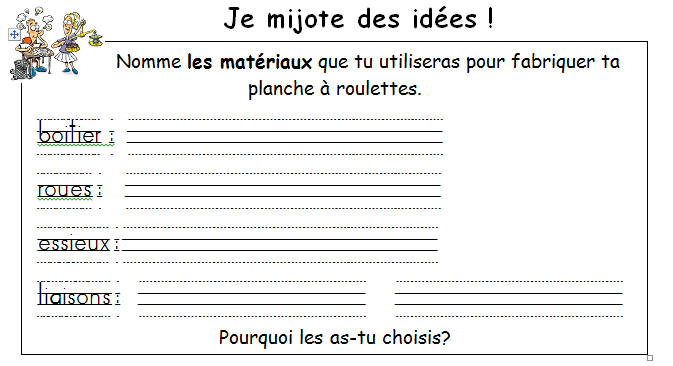 Je mijote des idées !
Nomme les matériaux que tu utiliseras pour fabriquer ta
planche à roulettes.
boitier :
roues :
essieux :
liaisons :
Pourquoi les as-tu choisis?